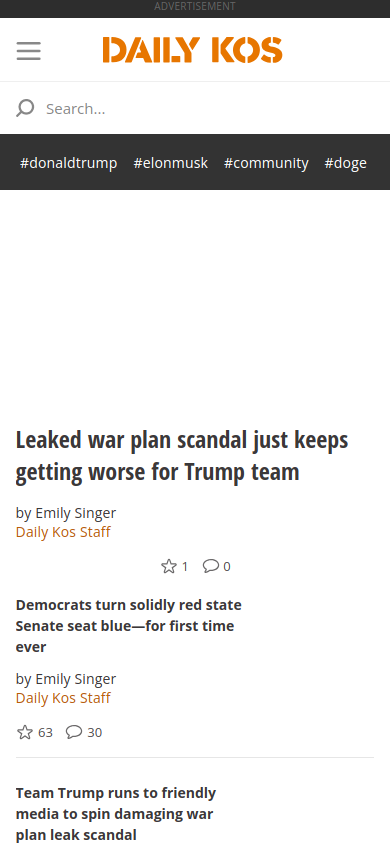 ADVERTISEMENT
DAILY KOS
Search...
#donaldtrump #elonmusk #community #doge
Leaked war plan scandal just keeps
getting worse for Trump team
by Emily Singer
Daily Kos Staff
1 0
Democrats turn solidly red state
Senate seat blue—for first time
ever
by Emily Singer
Daily Kos Staff
63 30
Team Trump runs to friendly
media to spin damaging war
plan leak scandal